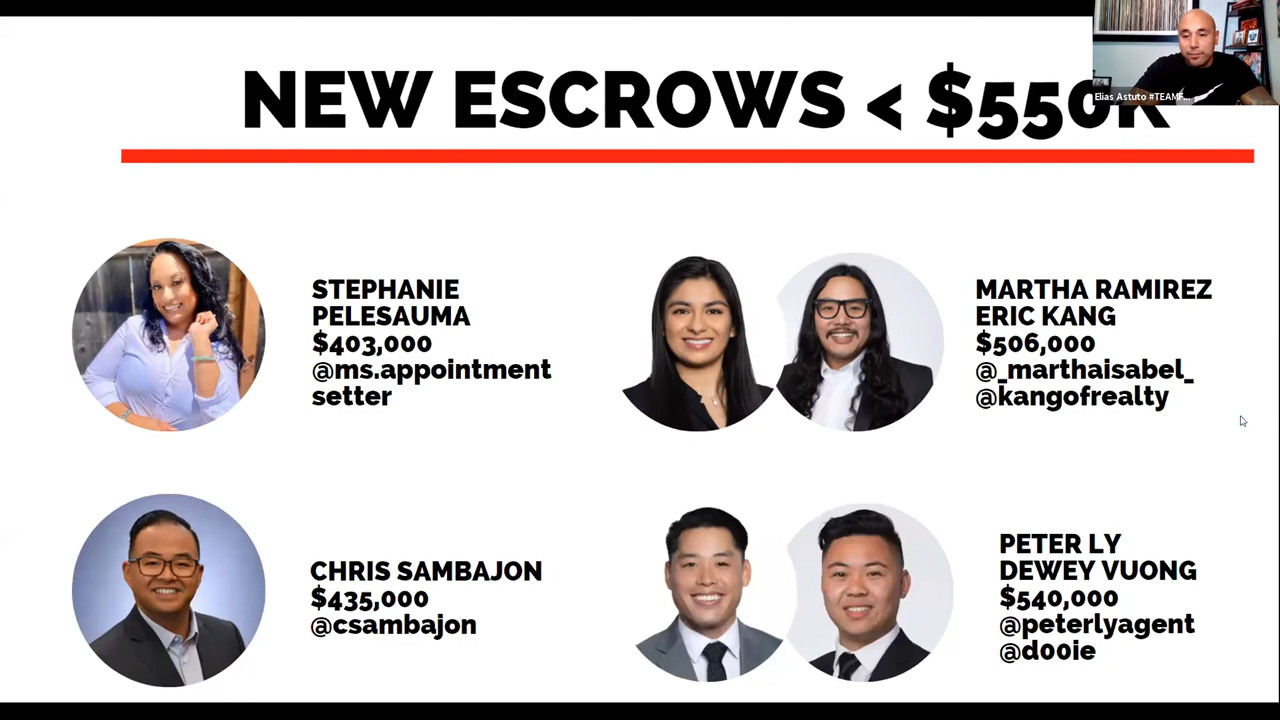 NEW ESCROWS < $550K
Elias Astuto #TEAMF...
STEPHANIE
PELESAUMA
$403,000
@ms.appointment
setter
MARTHA RAMIREZ
ERIC KANG
$506,000
@_marthaisabel_
@kangofrealty
CHRIS SAMBAJON
$435,000
@csambajon
PETER LY
DEWEY VUONG
$540,000
@peterlyagent
@d00ie